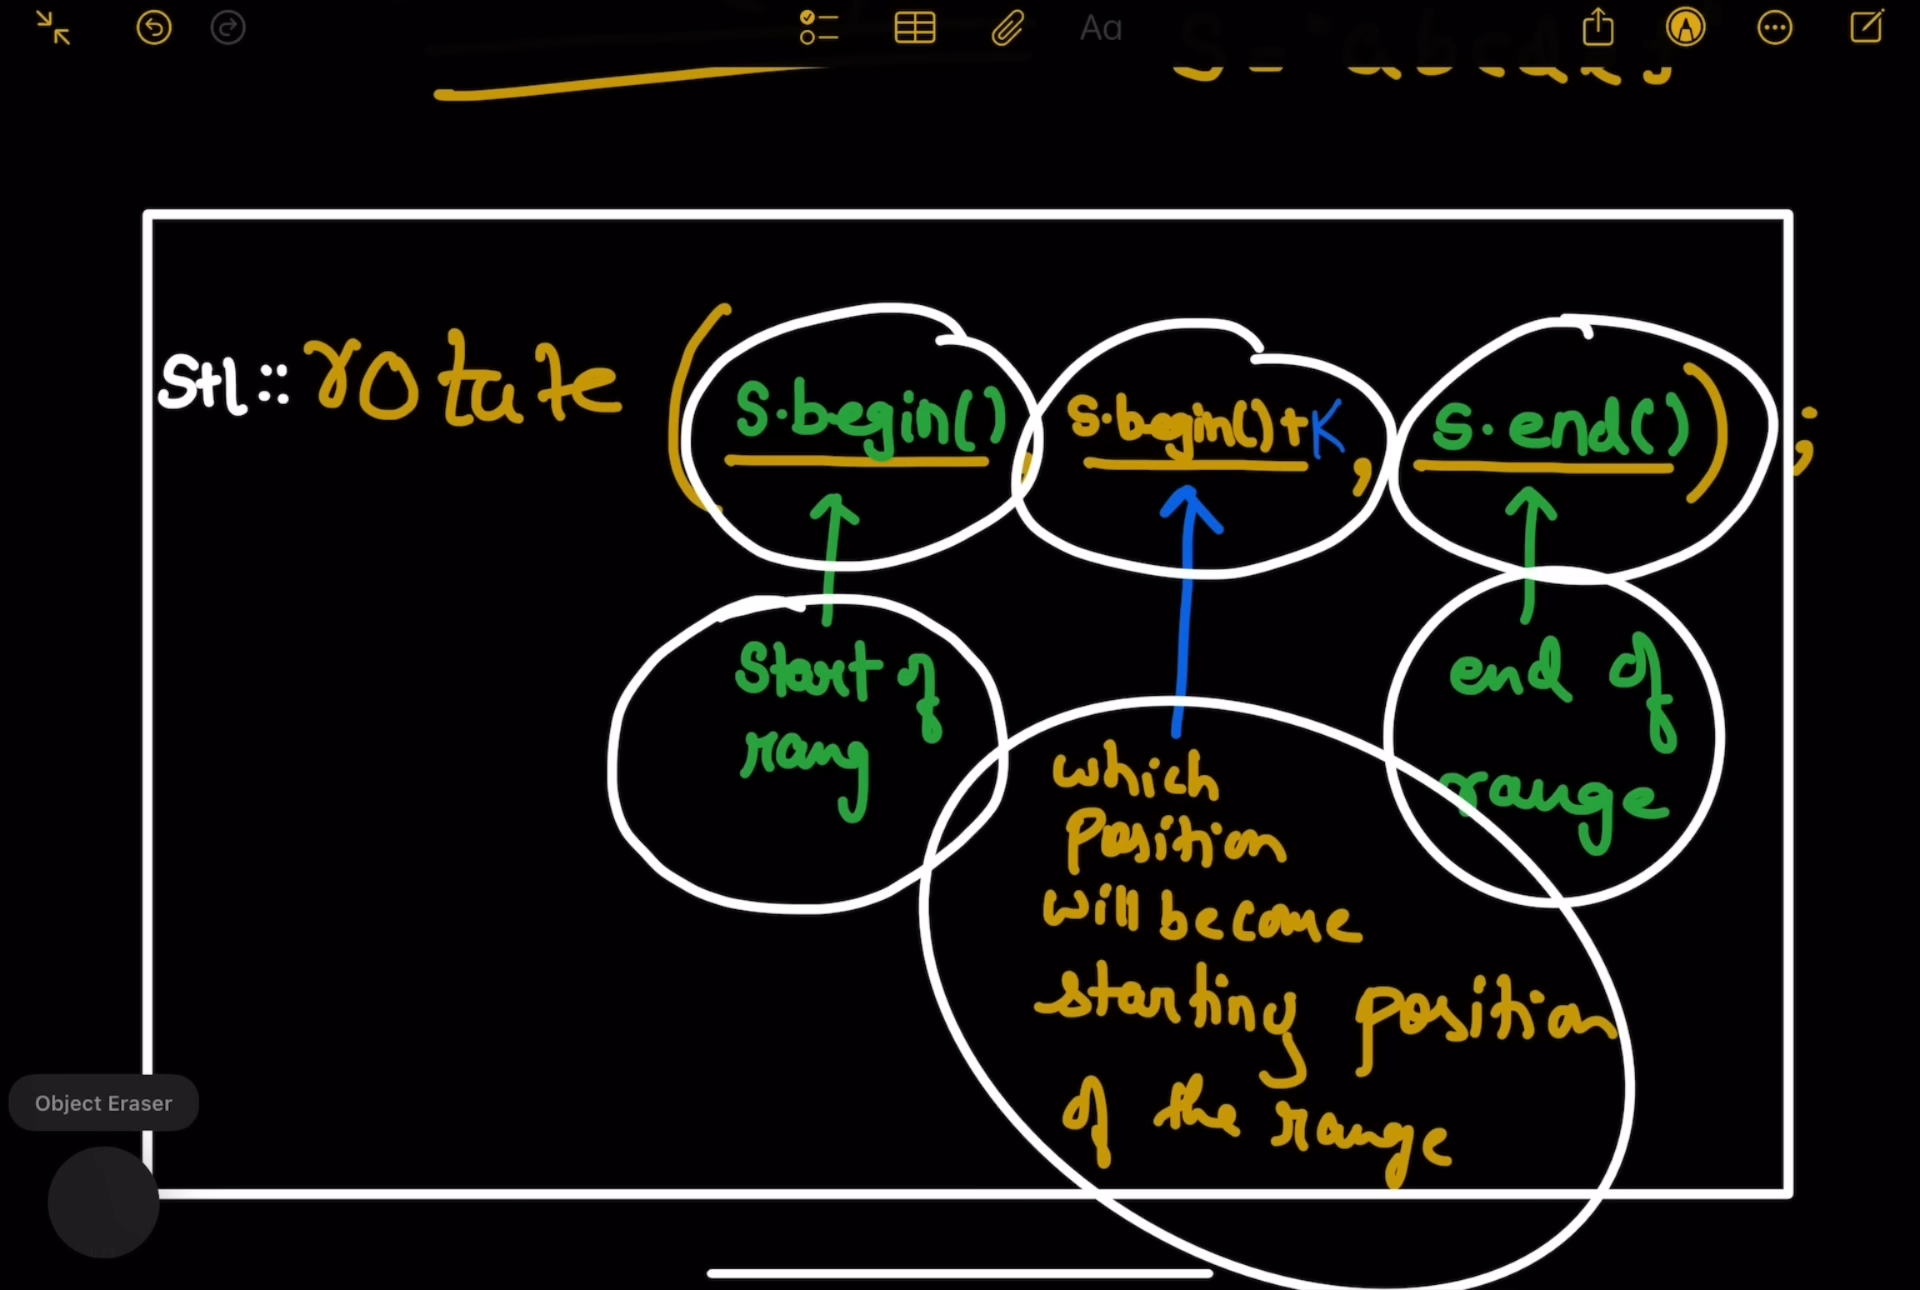 Aa
Stl::rotate (s.begin(), s.begin()+K, s.end());
Start of
rang
end of
range
which
Position
will become
starting position
of the range
Object Eraser